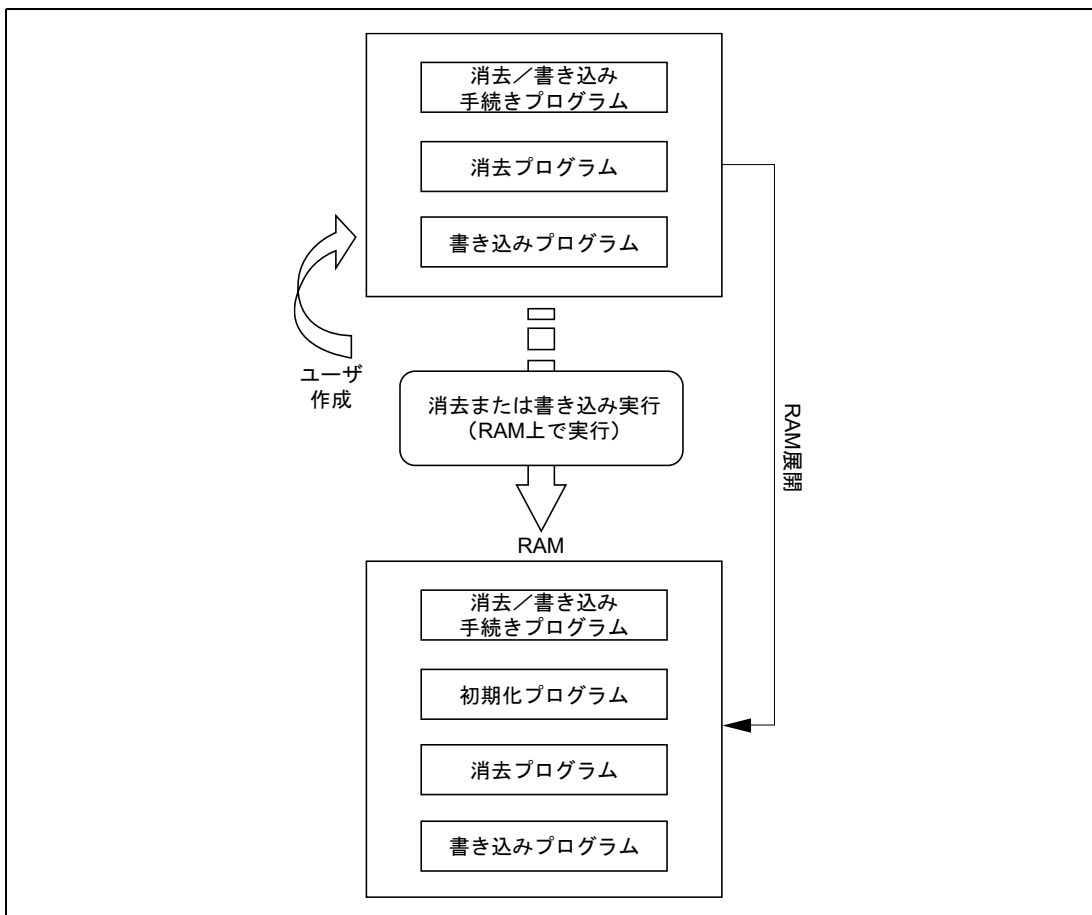 消去／書き込み
手続きプログラム
消去プログラム
書き込みプログラム
ユーザ
作成
消去または書き込み実行
（RAM上で実行）
RAM展開
RAM
消去／書き込み
手続きプログラム
初期化プログラム
消去プログラム
書き込みプログラム